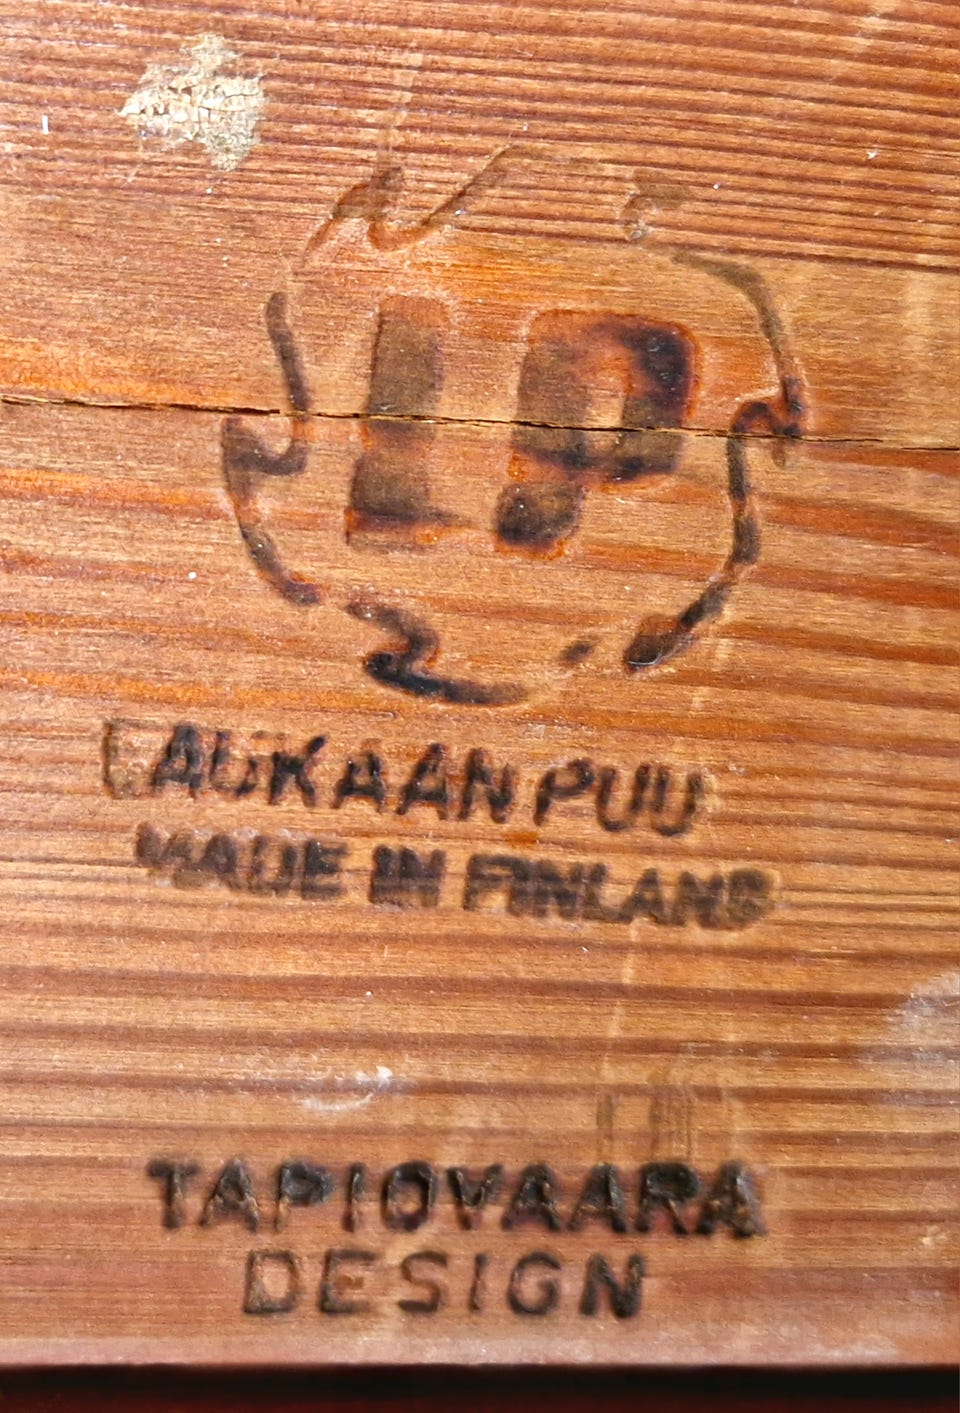 LP
LAUKAAN PUU
MADE IN FINLAND
TAPIOVAARA
DESIGN